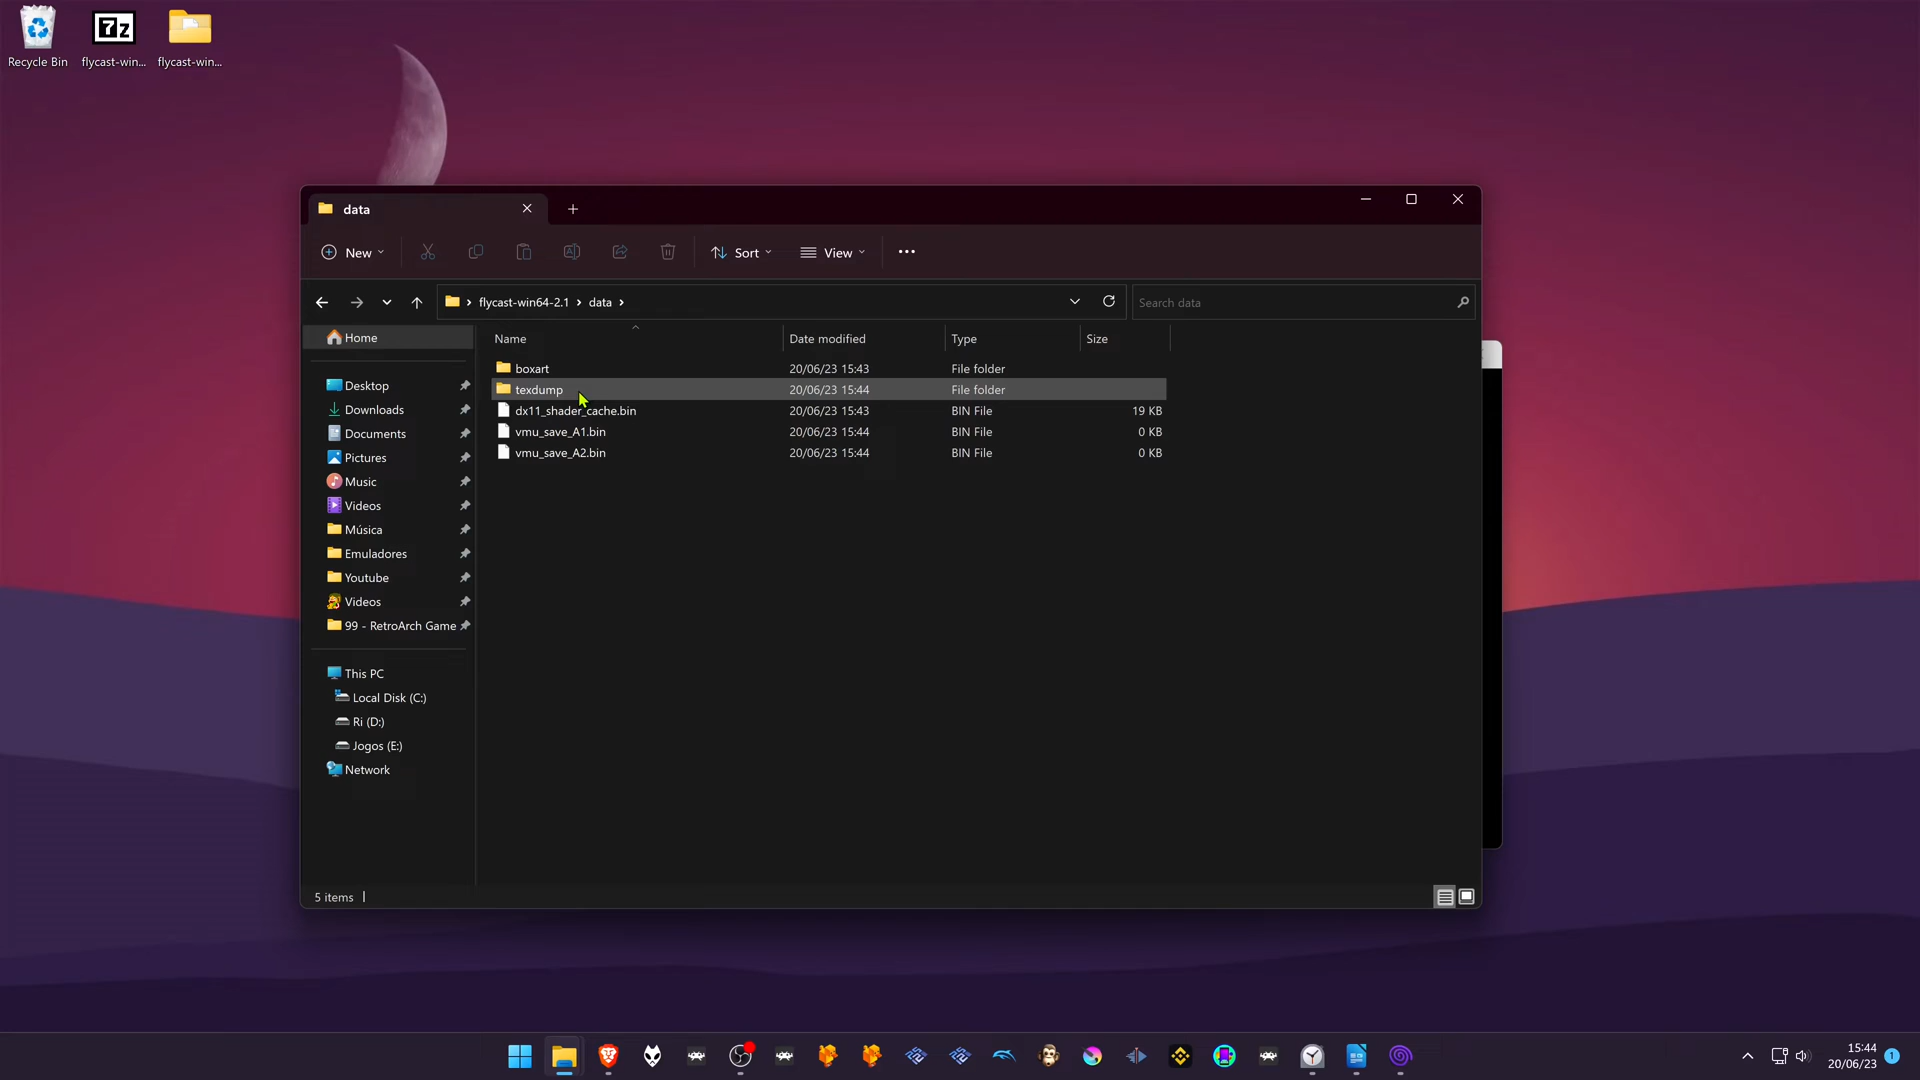 Recycle Bin
flycast-win...
flycast-win...
data
New
Sort
View
flycast-win64-2.1 > data >
Search data
Home
Desktop
Downloads
Documents
Pictures
Music
Videos
Música
Emuladores
Youtube
Videos
99 - RetroArch Game
This PC
Local Disk (C:)
Ri (D:)
Jogos (E:)
Network
Name Date modified Type Size
boxart 20/06/23 15:43 File folder
texdump 20/06/23 15:44 File folder
dx11_shader_cache.bin 20/06/23 15:43 BIN File 19 KB
vmu_save_A1.bin 20/06/23 15:44 BIN File 0 KB
vmu_save_A2.bin 20/06/23 15:44 BIN File 0 KB
5 items
15:44
20/06/23
1